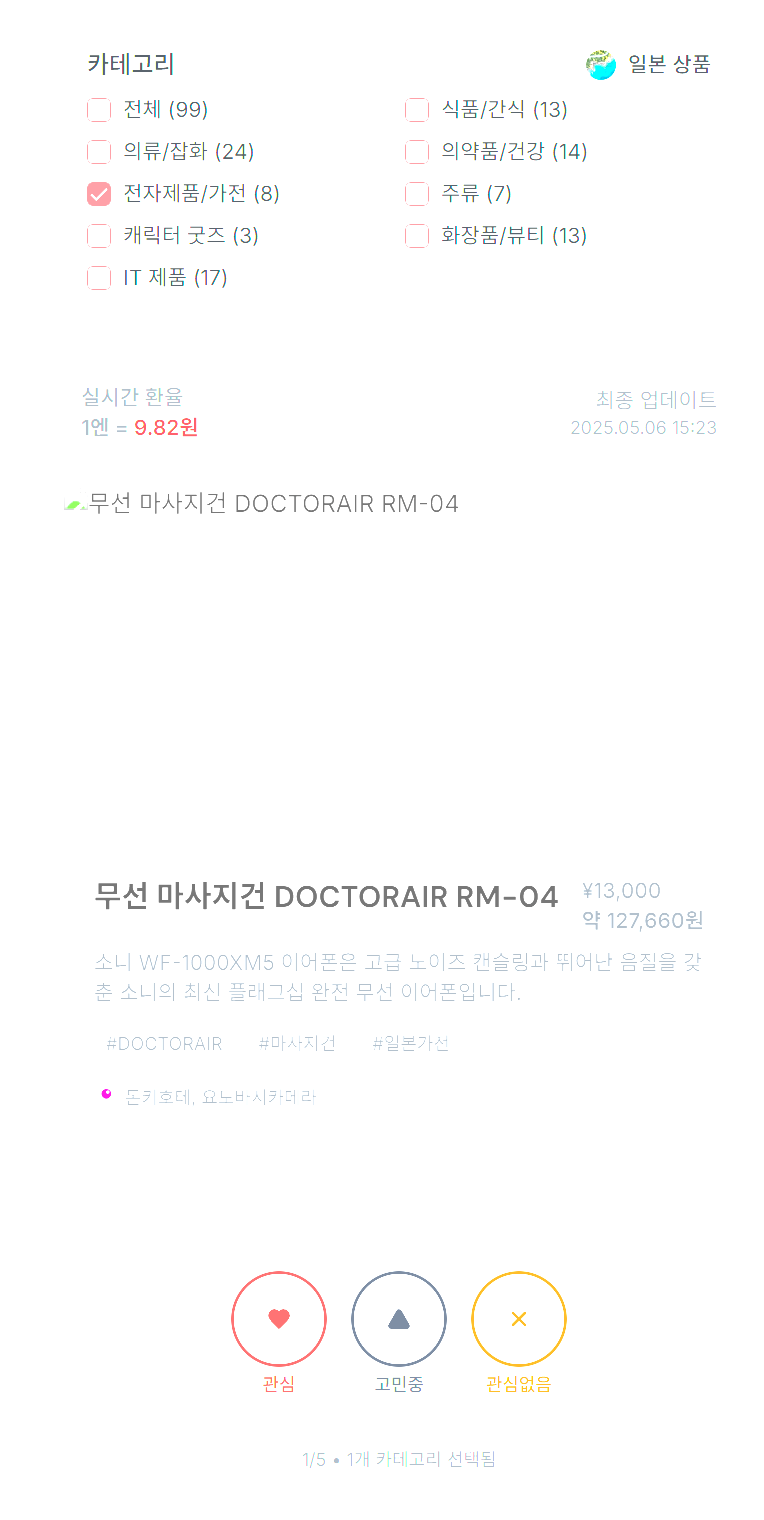 카테고리
일본 상품
전체 (99)
식품/간식 (13)
의류/잡화 (24)
의약품/건강 (14)
전자제품/가전 (8)
주류 (7)
캐릭터 굿즈 (3)
화장품/뷰티 (13)
IT 제품 (17)
실시간 환율
1엔 = 9.82원
최종 업데이트
2025.05.06 15:23
무선 마사지건 DOCTORAIR RM-04
무선 마사지건 DOCTORAIR RM-04
¥13,000
약 127,660원
소니 WF-1000XM5 이어폰은 고급 노이즈 캔슬링과 뛰어난 음질을 갖
춘 소니의 최신 플래그십 완전 무선 이어폰입니다.
#DOCTORAIR #마사지건 #일본가전
돈키호테, 요도바시카메라
관심
고민중
관심없음
1/5 • 1개 카테고리 선택됨